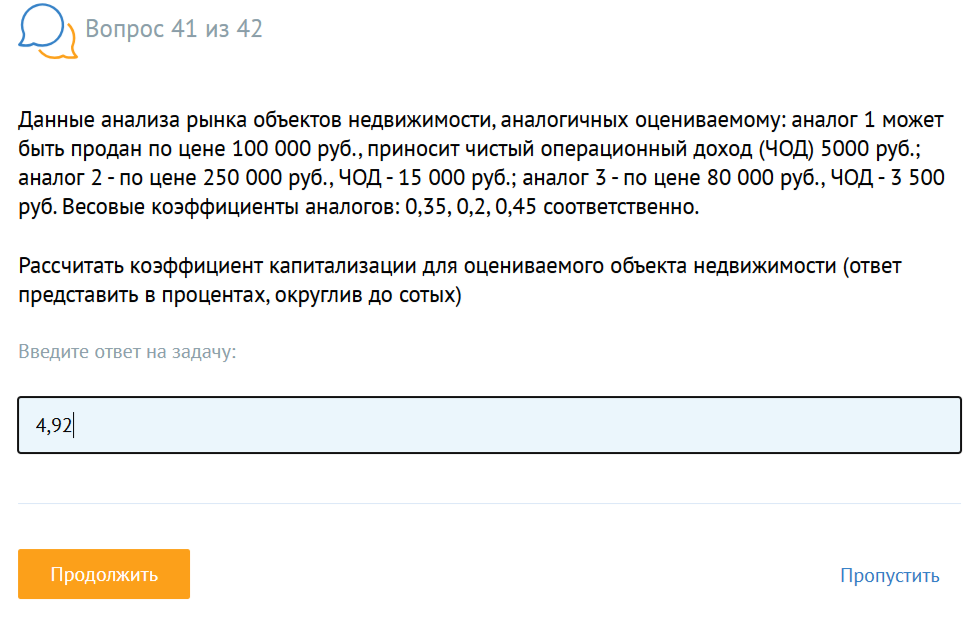 Вопрос 41 из 42
Данные анализа рынка объектов недвижимости, аналогичных оцениваемому: аналог 1 может
быть продан по цене 100 000 руб., приносит чистый операционный доход (ЧОД) 5000 руб.;
аналог 2 - по цене 250 000 руб., ЧОД - 15 000 руб.; аналог 3 - по цене 80 000 руб., ЧОД - 3 500
руб. Весовые коэффициенты аналогов: 0,35, 0,2, 0,45 соответственно.
Рассчитать коэффициент капитализации для оцениваемого объекта недвижимости (ответ
представить в процентах, округлив до сотых)
Введите ответ на задачу:
4,92
Продолжить
Пропустить